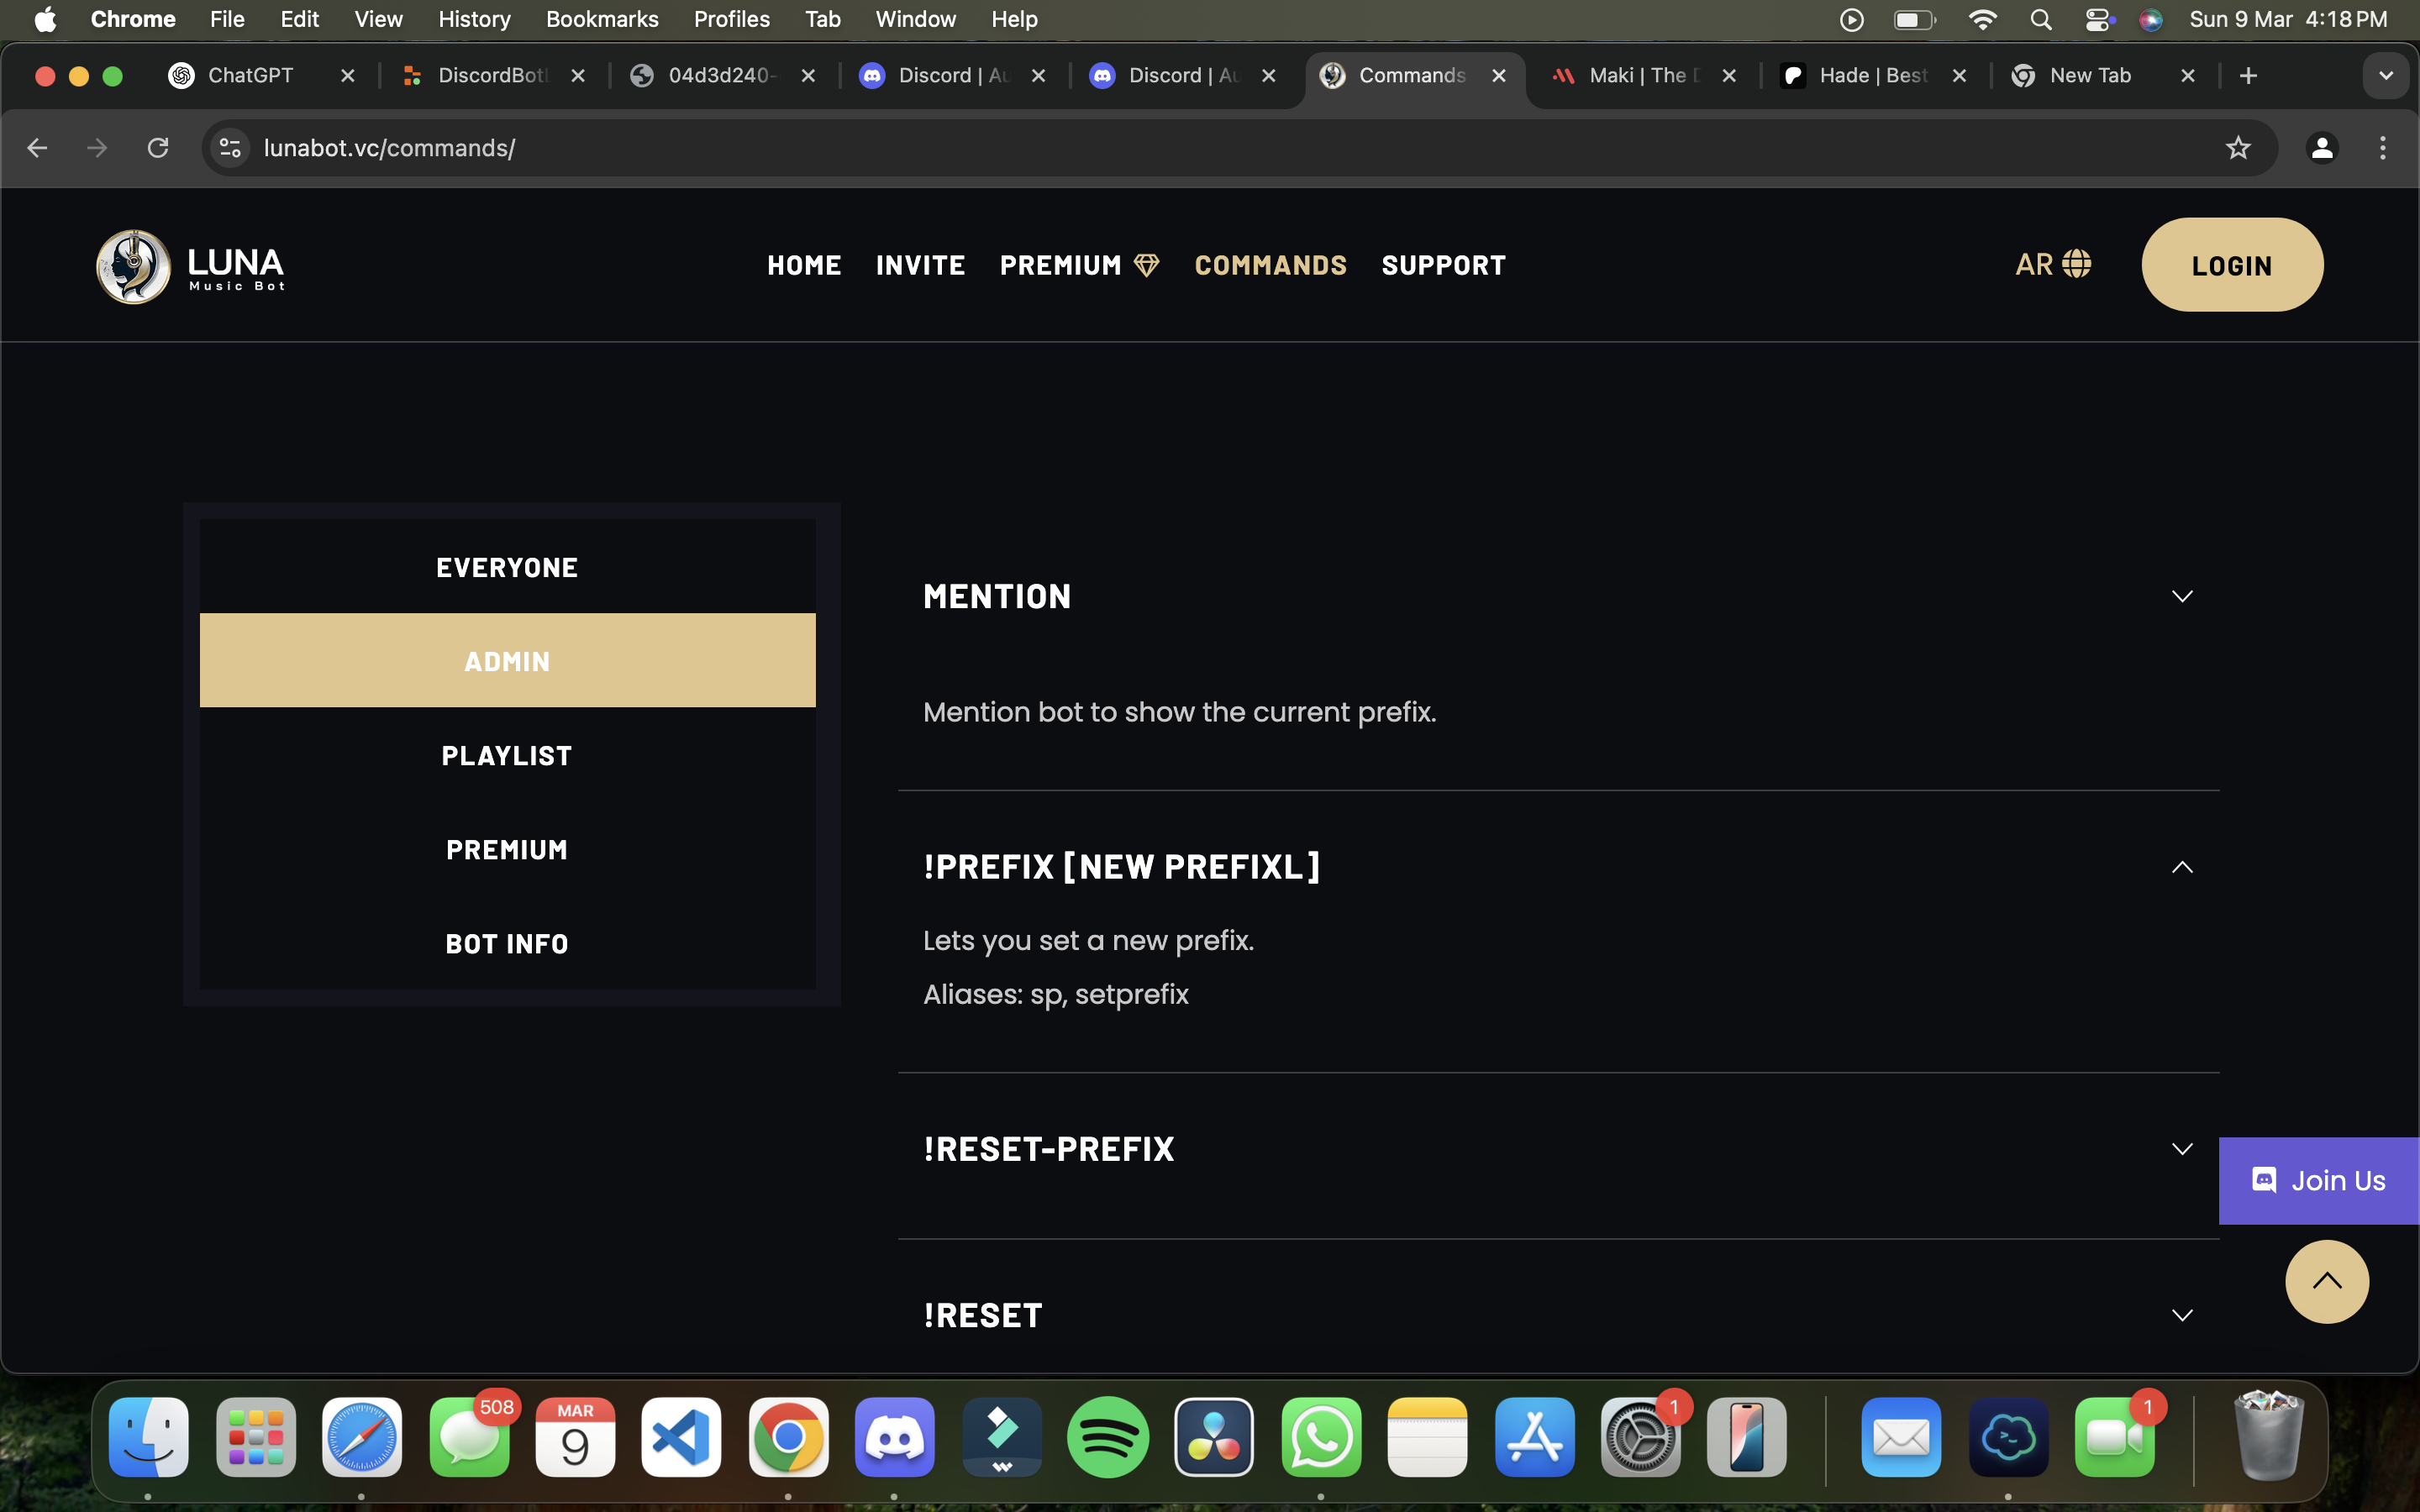 Chrome File Edit View History Bookmarks Profiles Tab Window Help Sun 9 Mar 4:18 PM
ChatGPT DiscordBotL 04d3d240- Discord | Au Discord | Au Commands Maki | The D Hade | Best New Tab
lunabot.vc/commands/
LUNA
Music Bot
HOME INVITE PREMIUM COMMANDS SUPPORT AR LOGIN
EVERYONE
ADMIN
PLAYLIST
PREMIUM
BOT INFO
MENTION
Mention bot to show the current prefix.
!PREFIX [NEW PREFIXL]
Lets you set a new prefix.
Aliases: sp, setprefix
!RESET-PREFIX
Join Us
!RESET
508
MAR
9
1
1